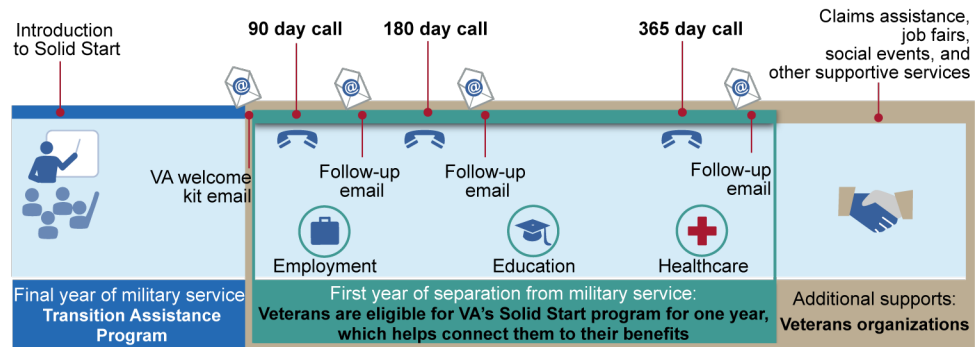 Introduction
to Solid Start
90 day call
180 day call
365 day call
Claims assistance,
job fairs,
social events, and
other supportive services
@
@
@
@
VA welcome
kit email
Follow-up
email
Follow-up
email
Follow-up
email
Employment
Education
Healthcare
Final year of military service
Transition Assistance
Program
First year of separation from military service:
Veterans are eligible for VA's Solid Start program for one year,
which helps connect them to their benefits
Additional supports:
Veterans organizations